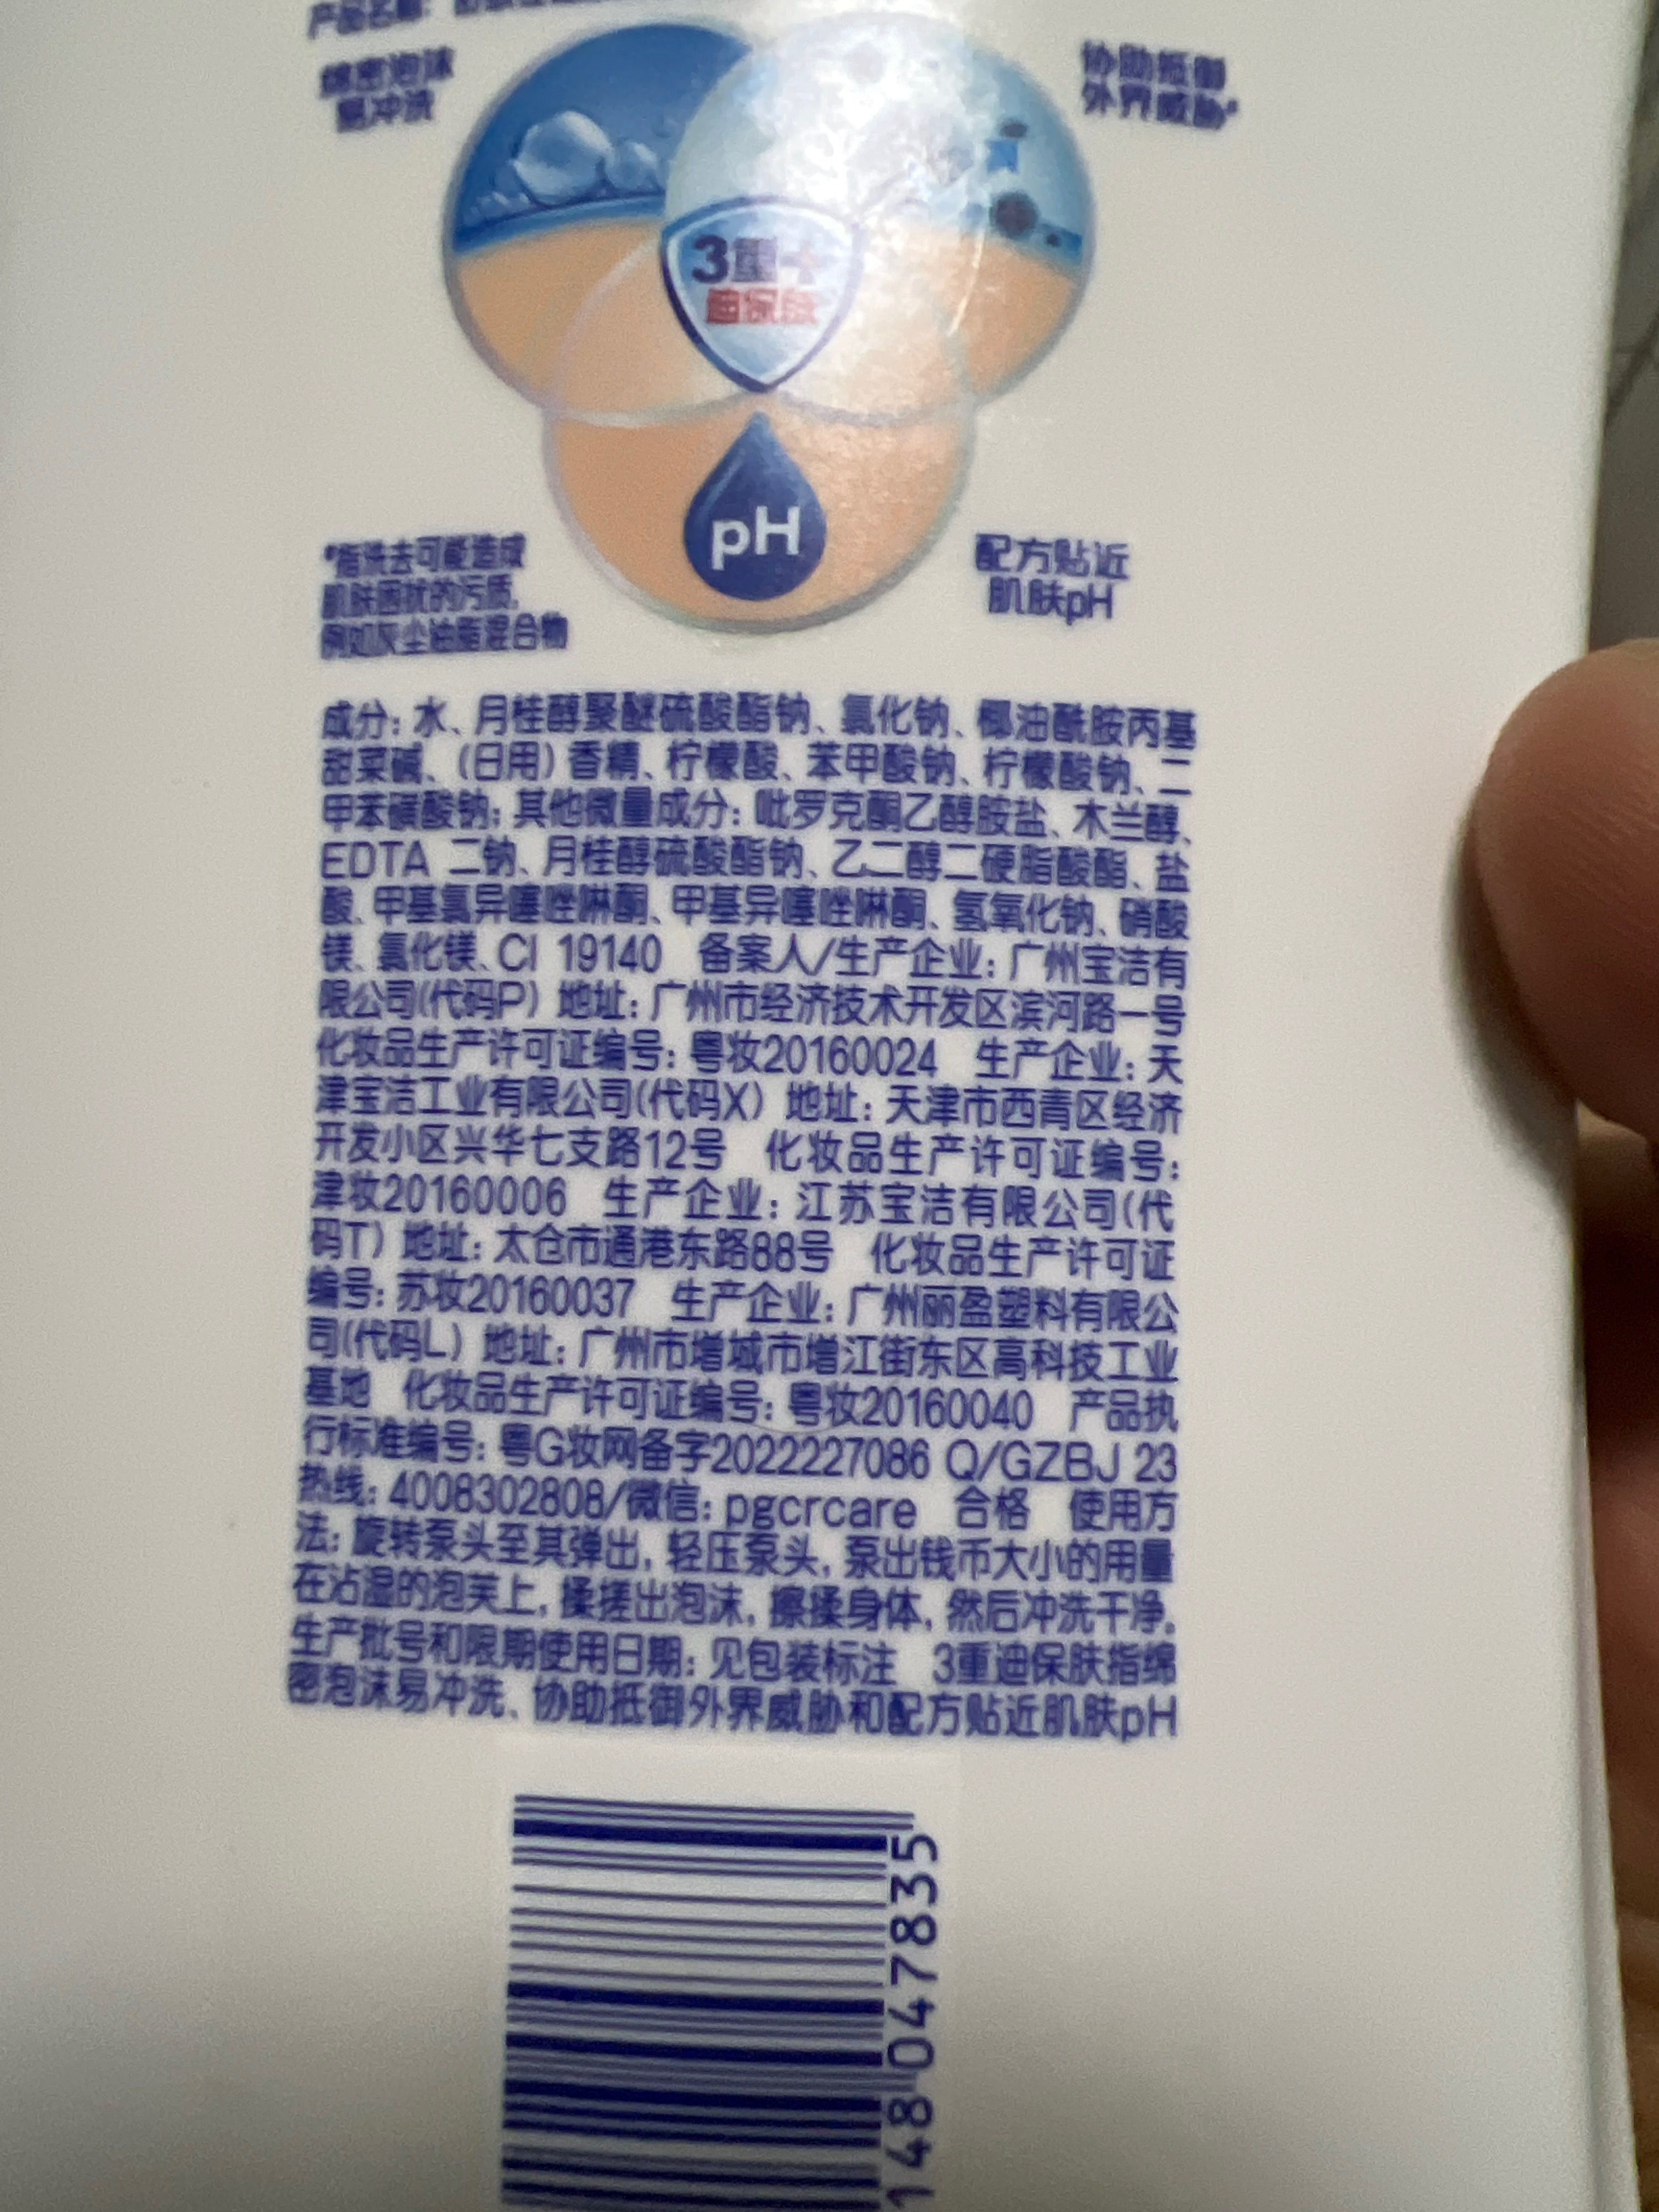 产品名称：
绵密泡沫
易冲洗
协助抵御
外界威胁*
3重+
迪保肤
pH
*指洗去可能造成
肌肤困扰的污质，
例如灰尘油脂混合物
配方贴近
肌肤pH
成分：水、月桂醇聚醚硫酸酯钠、氯化钠、椰油酰胺丙基
甜菜碱、（日用）香精、柠檬酸、苯甲酸钠、柠檬酸钠、二
甲苯磺酸钠；其他微量成分：吡罗克酮乙醇胺盐、木兰醇、
EDTA 二钠、月桂醇硫酸酯钠、乙二醇二硬脂酸酯、盐
酸、甲基氯异噻唑啉酮、甲基异噻唑啉酮、氢氧化钠、硝酸
镁、氯化镁、CI 19140 备案人/生产企业：广州宝洁有
限公司(代码P) 地址：广州市经济技术开发区滨河路一号
化妆品生产许可证编号：粤妆20160024 生产企业：天
津宝洁工业有限公司(代码X) 地址：天津市西青区经济
开发小区兴华七支路12号 化妆品生产许可证编号：
津妆20160006 生产企业：江苏宝洁有限公司(代
码T) 地址：太仓市通港东路88号 化妆品生产许可证
编号：苏妆20160037 生产企业：广州丽盈塑料有限公
司(代码L) 地址：广州市增城市增江街东区高科技工业
基地 化妆品生产许可证编号：粤妆20160040 产品执
行标准编号：粤G妆网备字2022227086 Q/GZBJ 23
热线：4008302808/微信：pgcrcare 合格 使用方
法：旋转泵头至其弹出，轻压泵头，泵出钱币大小的用量
在沾湿的泡芙上，揉搓出泡沫，擦揉身体，然后冲洗干净。
生产批号和限期使用日期：见包装标注 3重迪保肤指绵
密泡沫易冲洗、协助抵御外界威胁和配方贴近肌肤pH
148 047835